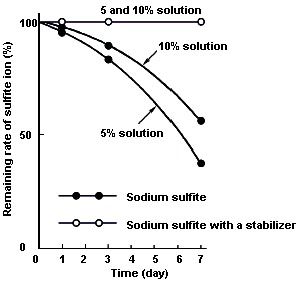 5 and 10% solution
100
10% solution
Remaining rate of sulfite ion (%)
50
5% solution
Sodium sulfite
Sodium sulfite with a stabilizer
0
0 1 2 3 4 5 6 7
Time (day)